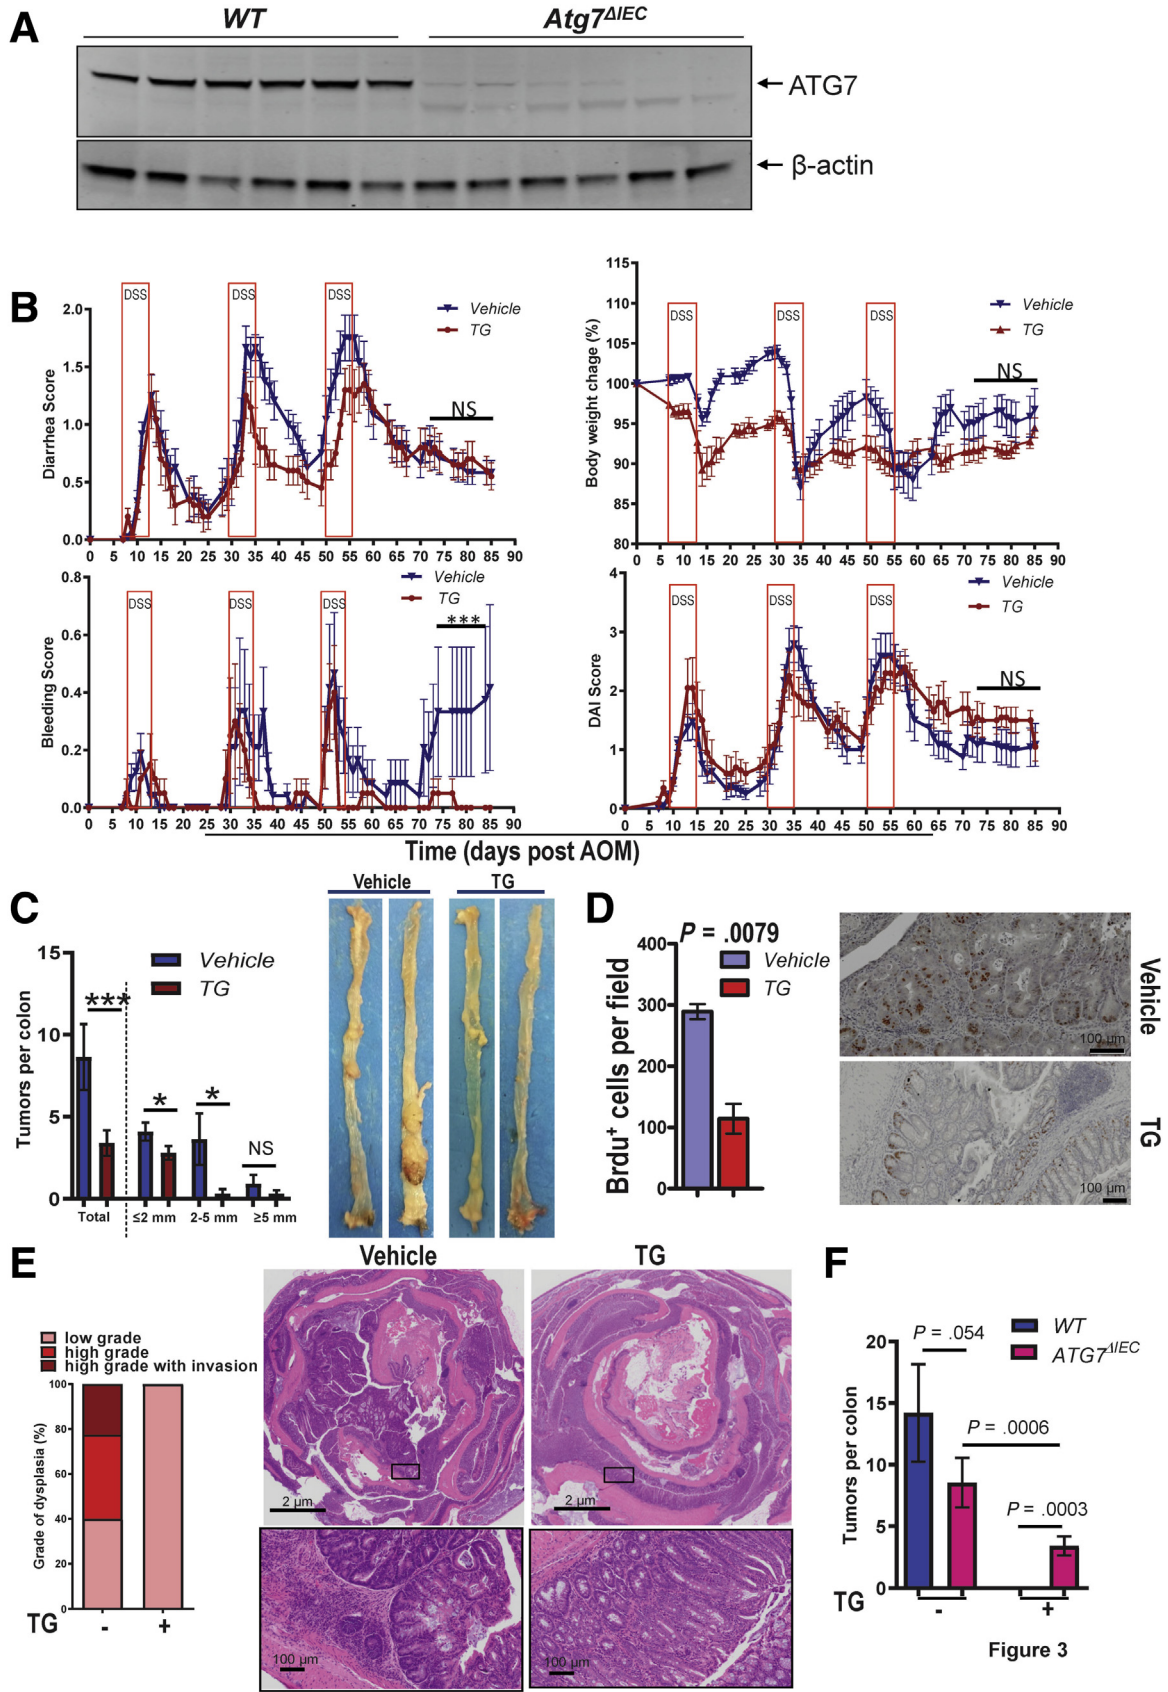 A
WT
Atg7ΔIEC
ATG7
β-actin
B
2.0
1.5
1.0
0.5
0.0
Diarrhea Score
DSS
DSS
DSS
Vehicle
TG
NS
0 5 10 15 20 25 30 35 40 45 50 55 60 65 70 75 80 85 90
115
110
105
100
95
90
85
80
Body weight chage (%)
DSS
DSS
DSS
Vehicle
TG
NS
0 5 10 15 20 25 30 35 40 45 50 55 60 65 70 75 80 85 90
0.8
0.6
0.4
0.2
0.0
Bleeding Score
DSS
DSS
DSS
Vehicle
TG
***
0 5 10 15 20 25 30 35 40 45 50 55 60 65 70 75 80 85 90
4
3
2
1
0
DAI Score
DSS
DSS
DSS
Vehicle
TG
NS
0 5 10 15 20 25 30 35 40 45 50 55 60 65 70 75 80 85 90
Time (days post AOM)
C
15
10
5
0
Tumors per colon
Vehicle
TG
***
*
*
NS
Total ≤2 mm 2-5 mm ≥5 mm
Vehicle
TG
D
P = .0079
400
300
200
100
0
Brdu+ cells per field
Vehicle
TG
100 µm
Vehicle
100 µm
TG
E
low grade
high grade
high grade with invasion
100
80
60
40
20
0
Grade of dysplasia (%)
TG - +
Vehicle
TG
2 µm
2 µm
100 µm
100 µm
F
WT
ATG7ΔIEC
20
15
10
5
0
Tumors per colon
P = .054
P = .0006
P = .0003
TG - +
Figure 3